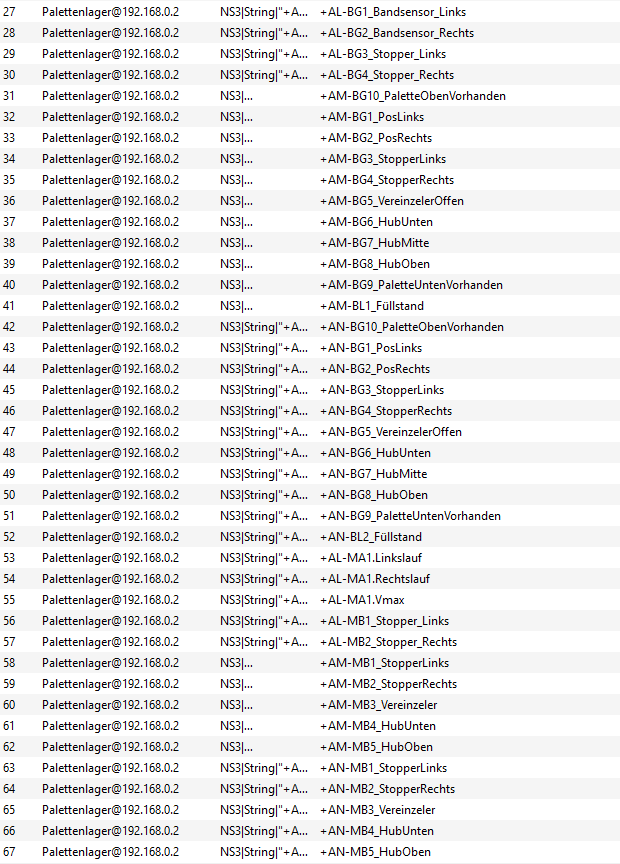 27 Palettenlager@192.168.0.2 NS3|String|"+A... +AL-BG1_Bandsensor_Links
28 Palettenlager@192.168.0.2 NS3|String|"+A... +AL-BG2_Bandsensor_Rechts
29 Palettenlager@192.168.0.2 NS3|String|"+A... +AL-BG3_Stopper_Links
30 Palettenlager@192.168.0.2 NS3|String|"+A... +AL-BG4_Stopper_Rechts
31 Palettenlager@192.168.0.2 NS3|... +AM-BG10_PaletteObenVorhanden
32 Palettenlager@192.168.0.2 NS3|... +AM-BG1_PosLinks
33 Palettenlager@192.168.0.2 NS3|... +AM-BG2_PosRechts
34 Palettenlager@192.168.0.2 NS3|... +AM-BG3_StopperLinks
35 Palettenlager@192.168.0.2 NS3|... +AM-BG4_StopperRechts
36 Palettenlager@192.168.0.2 NS3|... +AM-BG5_VereinzelerOffen
37 Palettenlager@192.168.0.2 NS3|... +AM-BG6_HubUnten
38 Palettenlager@192.168.0.2 NS3|... +AM-BG7_HubMitte
39 Palettenlager@192.168.0.2 NS3|... +AM-BG8_HubOben
40 Palettenlager@192.168.0.2 NS3|... +AM-BG9_PaletteUntenVorhanden
41 Palettenlager@192.168.0.2 NS3|... +AM-BL1_Füllstand
42 Palettenlager@192.168.0.2 NS3|String|"+A... +AN-BG10_PaletteObenVorhanden
43 Palettenlager@192.168.0.2 NS3|String|"+A... +AN-BG1_PosLinks
44 Palettenlager@192.168.0.2 NS3|String|"+A... +AN-BG2_PosRechts
45 Palettenlager@192.168.0.2 NS3|String|"+A... +AN-BG3_StopperLinks
46 Palettenlager@192.168.0.2 NS3|String|"+A... +AN-BG4_StopperRechts
47 Palettenlager@192.168.0.2 NS3|String|"+A... +AN-BG5_VereinzelerOffen
48 Palettenlager@192.168.0.2 NS3|String|"+A... +AN-BG6_HubUnten
49 Palettenlager@192.168.0.2 NS3|String|"+A... +AN-BG7_HubMitte
50 Palettenlager@192.168.0.2 NS3|String|"+A... +AN-BG8_HubOben
51 Palettenlager@192.168.0.2 NS3|String|"+A... +AN-BG9_PaletteUntenVorhanden
52 Palettenlager@192.168.0.2 NS3|String|"+A... +AN-BL2_Füllstand
53 Palettenlager@192.168.0.2 NS3|String|"+A... +AL-MA1.Linkslauf
54 Palettenlager@192.168.0.2 NS3|String|"+A... +AL-MA1.Rechtslauf
55 Palettenlager@192.168.0.2 NS3|String|"+A... +AL-MA1.Vmax
56 Palettenlager@192.168.0.2 NS3|String|"+A... +AL-MB1_Stopper_Links
57 Palettenlager@192.168.0.2 NS3|String|"+A... +AL-MB2_Stopper_Rechts
58 Palettenlager@192.168.0.2 NS3|... +AM-MB1_StopperLinks
59 Palettenlager@192.168.0.2 NS3|... +AM-MB2_StopperRechts
60 Palettenlager@192.168.0.2 NS3|... +AM-MB3_Vereinzeler
61 Palettenlager@192.168.0.2 NS3|... +AM-MB4_HubUnten
62 Palettenlager@192.168.0.2 NS3|... +AM-MB5_HubOben
63 Palettenlager@192.168.0.2 NS3|String|"+A... +AN-MB1_StopperLinks
64 Palettenlager@192.168.0.2 NS3|String|"+A... +AN-MB2_StopperRechts
65 Palettenlager@192.168.0.2 NS3|String|"+A... +AN-MB3_Vereinzeler
66 Palettenlager@192.168.0.2 NS3|String|"+A... +AN-MB4_HubUnten
67 Palettenlager@192.168.0.2 NS3|String|"+A... +AN-MB5_HubOben